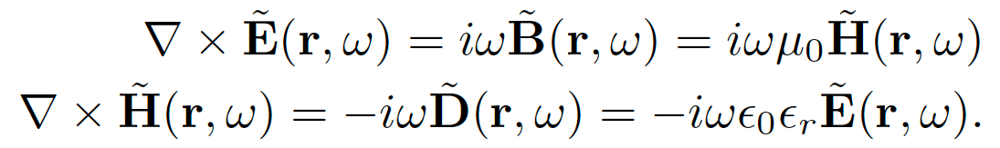 ∇ × Ẽ(r, ω) = iωB̃(r, ω) = iωμ₀H̃(r, ω)
∇ × H̃(r, ω) = −iωD̃(r, ω) = −iωϵ₀ϵᵣẼ(r, ω).